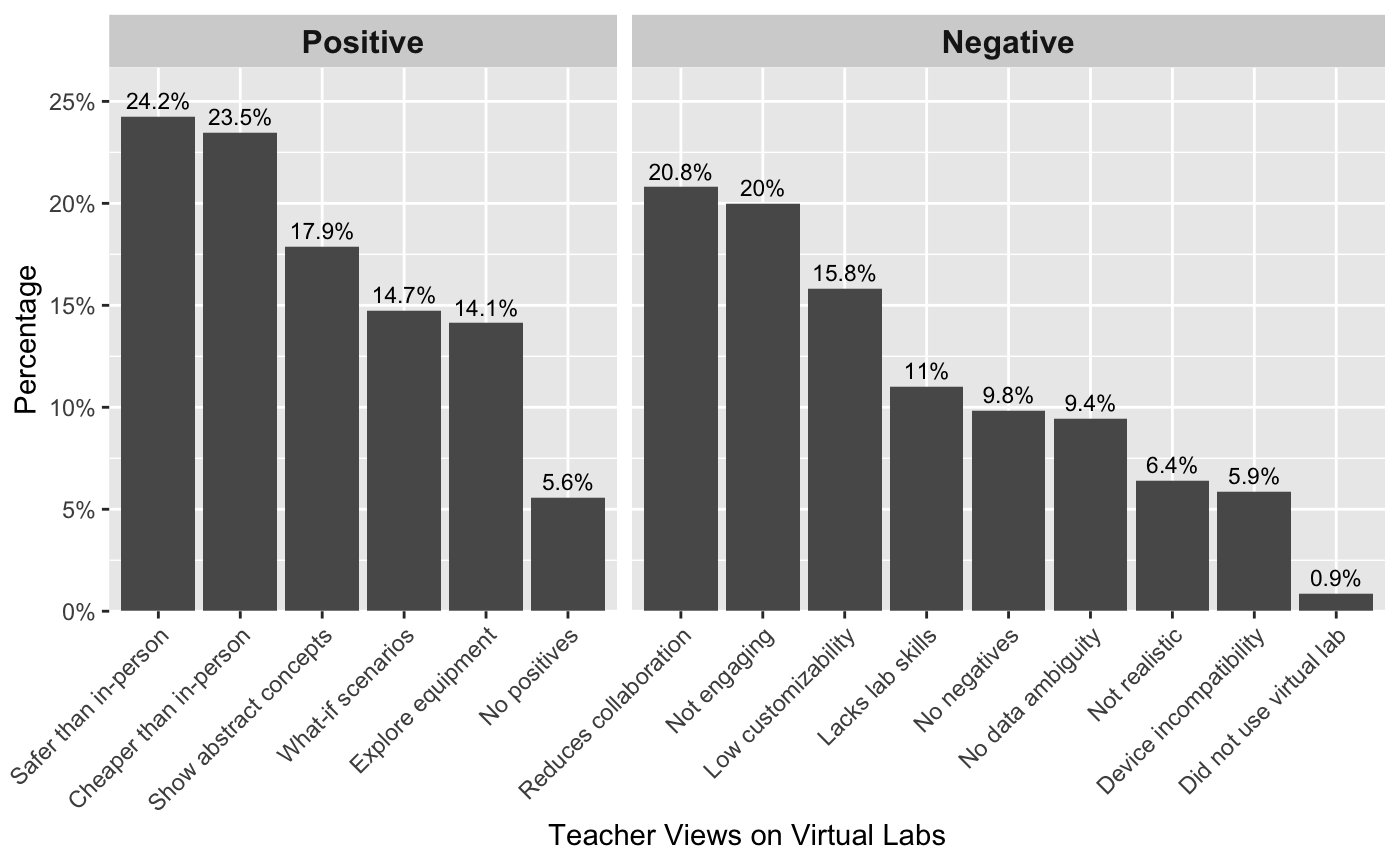 Positive
Negative
Percentage
25%
20%
15%
10%
5%
0%
24.2%
23.5%
17.9%
14.7%
14.1%
5.6%
20.8%
20%
15.8%
11%
9.8%
9.4%
6.4%
5.9%
0.9%
Safer than in-person
Cheaper than in-person
Show abstract concepts
What-if scenarios
Explore equipment
No positives
Reduces collaboration
Not engaging
Low customizability
Lacks lab skills
No negatives
No data ambiguity
Not realistic
Device incompatibility
Did not use virtual lab
Teacher Views on Virtual Labs